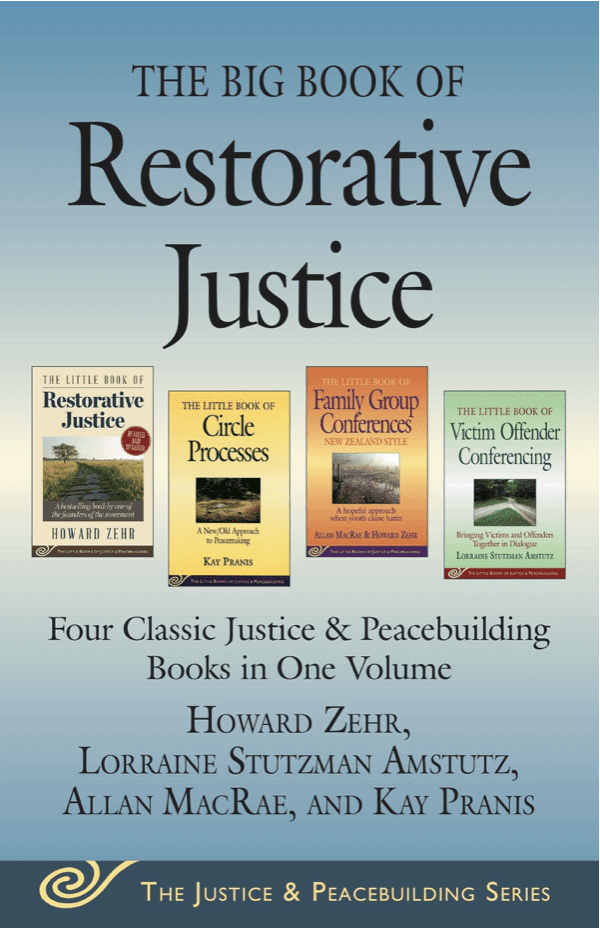 THE BIG BOOK OF
Restorative
Justice
THE LITTLE BOOK OF
Restorative
Justice
REVISED AND UPDATED
A bestselling book by one of
the founders of the movement
HOWARD ZEHR
THE LITTLE BOOKS OF JUSTICE & PEACEBUILDING
THE LITTLE BOOK OF
Circle
Processes
A New/Old Approach
to Peacemaking
KAY PRANIS
THE LITTLE BOOKS OF JUSTICE & PEACEBUILDING
THE LITTLE BOOK OF
Family Group
Conferences
NEW ZEALAND STYLE
A hopeful approach
when youth cause harm
ALLAN MACRAE & HOWARD ZEHR
THE LITTLE BOOKS OF JUSTICE & PEACEBUILDING
THE LITTLE BOOK OF
Victim Offender
Conferencing
Bringing Victims and Offenders
Together in Dialogue
LORRAINE STUTZMAN AMSTUTZ
THE LITTLE BOOKS OF JUSTICE & PEACEBUILDING
Four Classic Justice & Peacebuilding
Books in One Volume
HOWARD ZEHR,
LORRAINE STUTZMAN AMSTUTZ,
ALLAN MACRAE, AND KAY PRANIS
THE JUSTICE & PEACEBUILDING SERIES